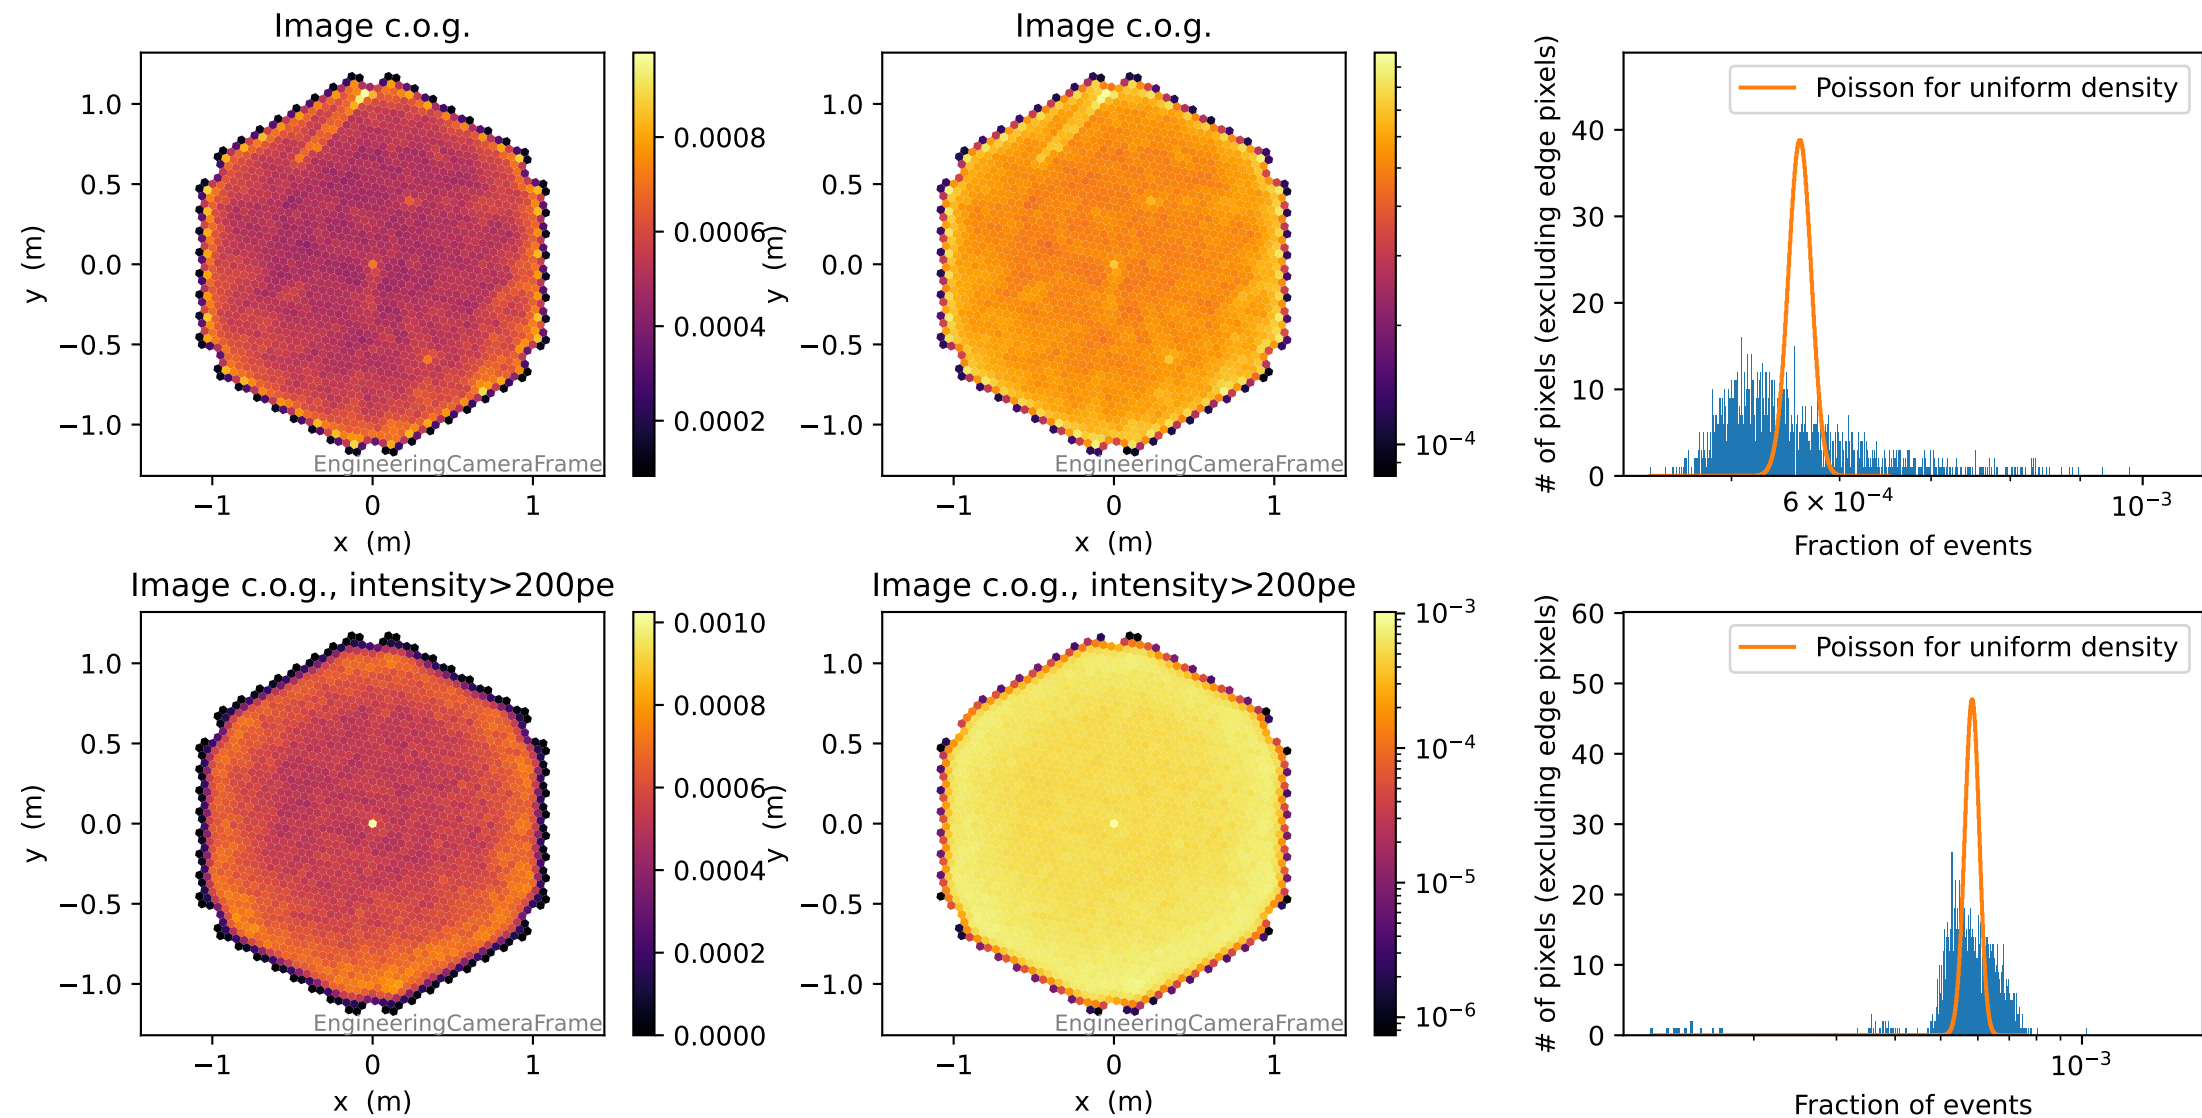 Image c.o.g.
1.0
0.5
0.0
−0.5
−1.0
y (m)
−1
0
1
x (m)
EngineeringCameraFrame
0.0008
0.0006
0.0004
0.0002
Image c.o.g.
1.0
0.5
0.0
−0.5
−1.0
y (m)
−1
0
1
x (m)
EngineeringCameraFrame
10⁻⁴
# of pixels (excluding edge pixels)
40
30
20
10
0
Poisson for uniform density
6 × 10⁻⁴
10⁻³
Fraction of events
Image c.o.g., intensity>200pe
1.0
0.5
0.0
−0.5
−1.0
y (m)
−1
0
1
x (m)
EngineeringCameraFrame
0.0010
0.0008
0.0006
0.0004
0.0002
0.0000
Image c.o.g., intensity>200pe
1.0
0.5
0.0
−0.5
−1.0
y (m)
−1
0
1
x (m)
EngineeringCameraFrame
10⁻³
10⁻⁴
10⁻⁵
10⁻⁶
# of pixels (excluding edge pixels)
60
50
40
30
20
10
0
Poisson for uniform density
10⁻³
Fraction of events